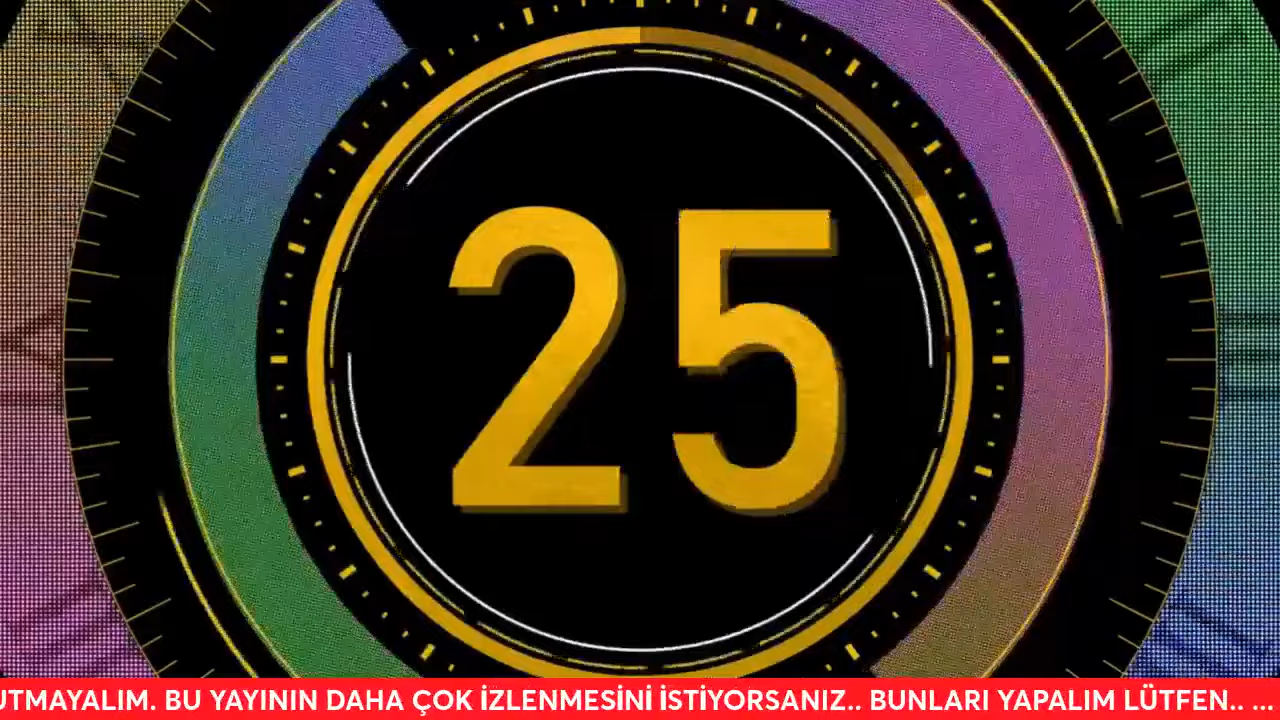 25
UTMAYALIM. BU YAYININ DAHA ÇOK İZLENMESİNİ İSTİYORSANIZ.. BUNLARI YAPALIM LÜTFEN.. ...